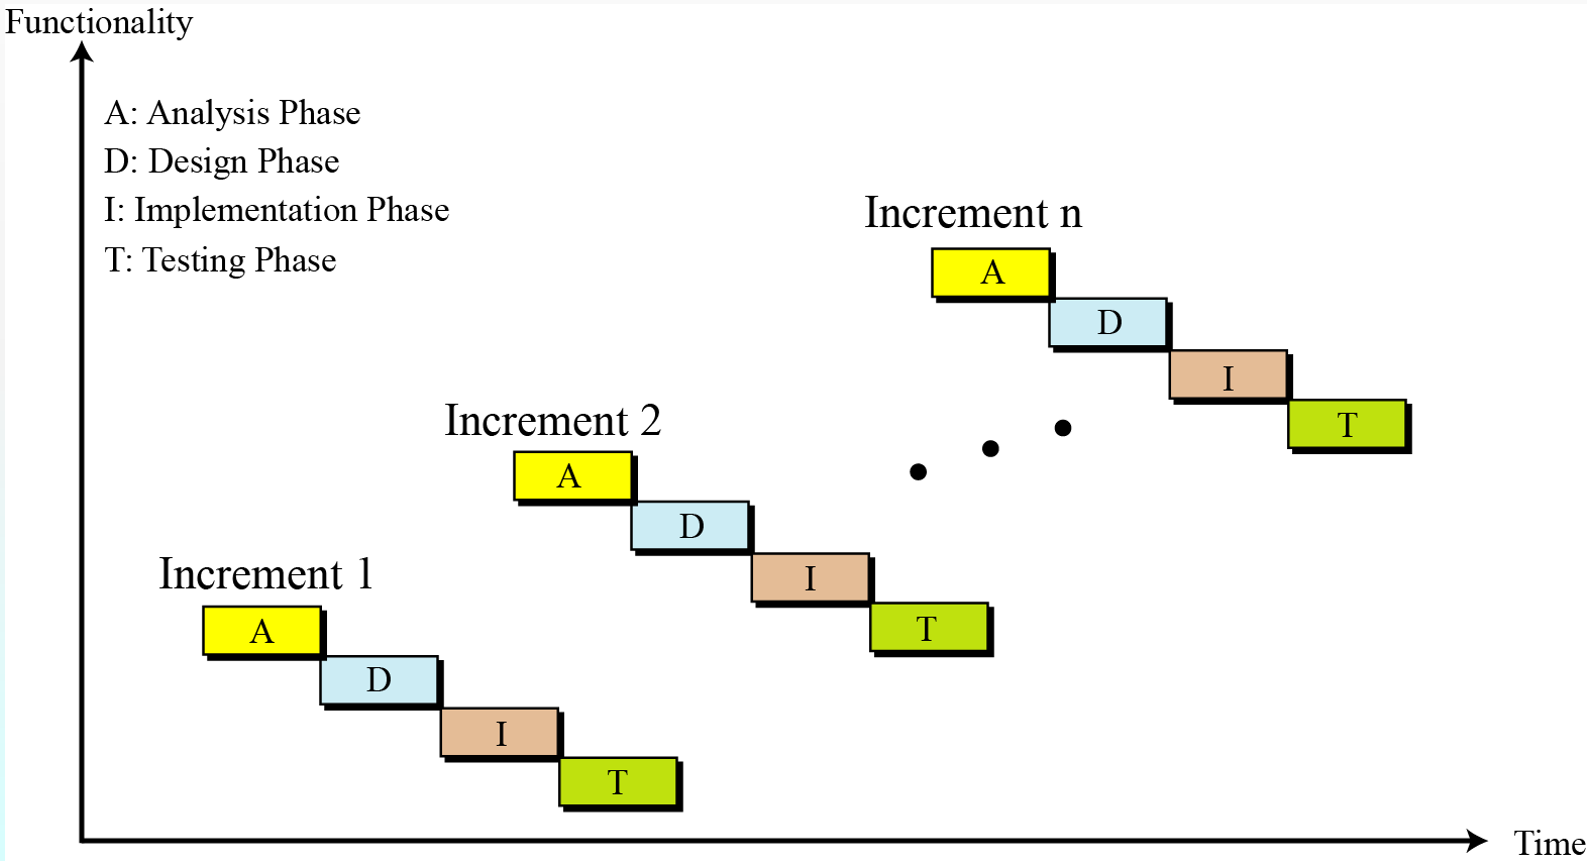 Functionality
A: Analysis Phase
D: Design Phase
I: Implementation Phase
T: Testing Phase
Increment n
A
D
I
T
Increment 2
A
D
I
T
Increment 1
A
D
I
T
Time